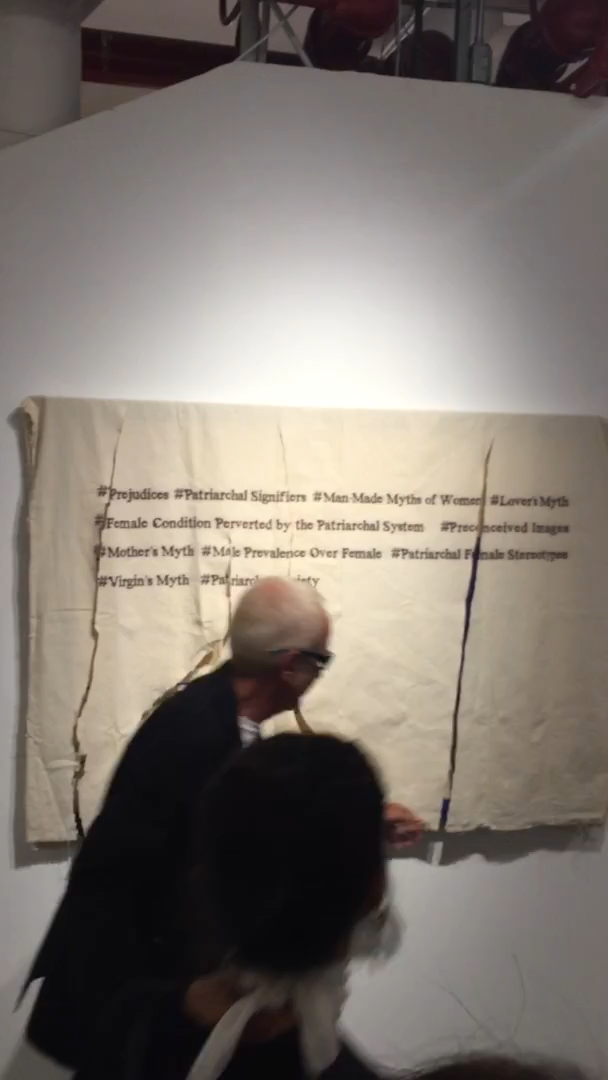 #Prejudices #Patriarchal Signifiers #Man-Made Myths of Women #Lover's Myth
#Female Condition Perverted by the Patriarchal System #Preconceived Images
#Mother's Myth #Male Prevalence Over Female #Patriarchal Female Stereotypes
#Virgin's Myth